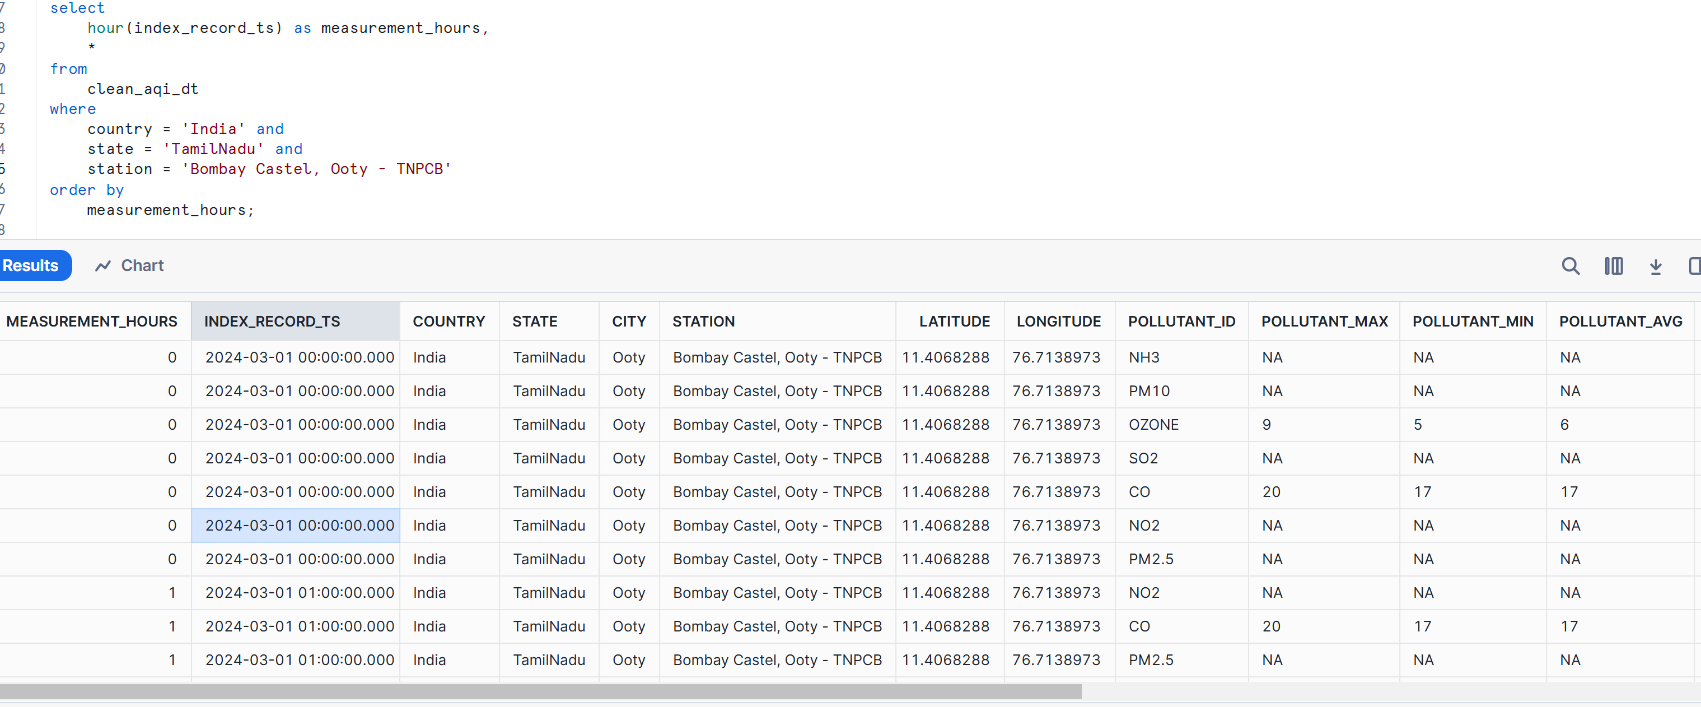 7 select
8 hour(index_record_ts) as measurement_hours,
9 *
0 from
1 clean_aqi_dt
2 where
3 country = 'India' and
4 state = 'TamilNadu' and
5 station = 'Bombay Castel, Ooty - TNPCB'
6 order by
7 measurement_hours;
8
Results Chart
MEASUREMENT_HOURS INDEX_RECORD_TS COUNTRY STATE CITY STATION LATITUDE LONGITUDE POLLUTANT_ID POLLUTANT_MAX POLLUTANT_MIN POLLUTANT_AVG
0 2024-03-01 00:00:00.000 India TamilNadu Ooty Bombay Castel, Ooty - TNPCB 11.4068288 76.7138973 NH3 NA NA NA
0 2024-03-01 00:00:00.000 India TamilNadu Ooty Bombay Castel, Ooty - TNPCB 11.4068288 76.7138973 PM10 NA NA NA
0 2024-03-01 00:00:00.000 India TamilNadu Ooty Bombay Castel, Ooty - TNPCB 11.4068288 76.7138973 OZONE 9 5 6
0 2024-03-01 00:00:00.000 India TamilNadu Ooty Bombay Castel, Ooty - TNPCB 11.4068288 76.7138973 SO2 NA NA NA
0 2024-03-01 00:00:00.000 India TamilNadu Ooty Bombay Castel, Ooty - TNPCB 11.4068288 76.7138973 CO 20 17 17
0 2024-03-01 00:00:00.000 India TamilNadu Ooty Bombay Castel, Ooty - TNPCB 11.4068288 76.7138973 NO2 NA NA NA
0 2024-03-01 00:00:00.000 India TamilNadu Ooty Bombay Castel, Ooty - TNPCB 11.4068288 76.7138973 PM2.5 NA NA NA
1 2024-03-01 01:00:00.000 India TamilNadu Ooty Bombay Castel, Ooty - TNPCB 11.4068288 76.7138973 NO2 NA NA NA
1 2024-03-01 01:00:00.000 India TamilNadu Ooty Bombay Castel, Ooty - TNPCB 11.4068288 76.7138973 CO 20 17 17
1 2024-03-01 01:00:00.000 India TamilNadu Ooty Bombay Castel, Ooty - TNPCB 11.4068288 76.7138973 PM2.5 NA NA NA